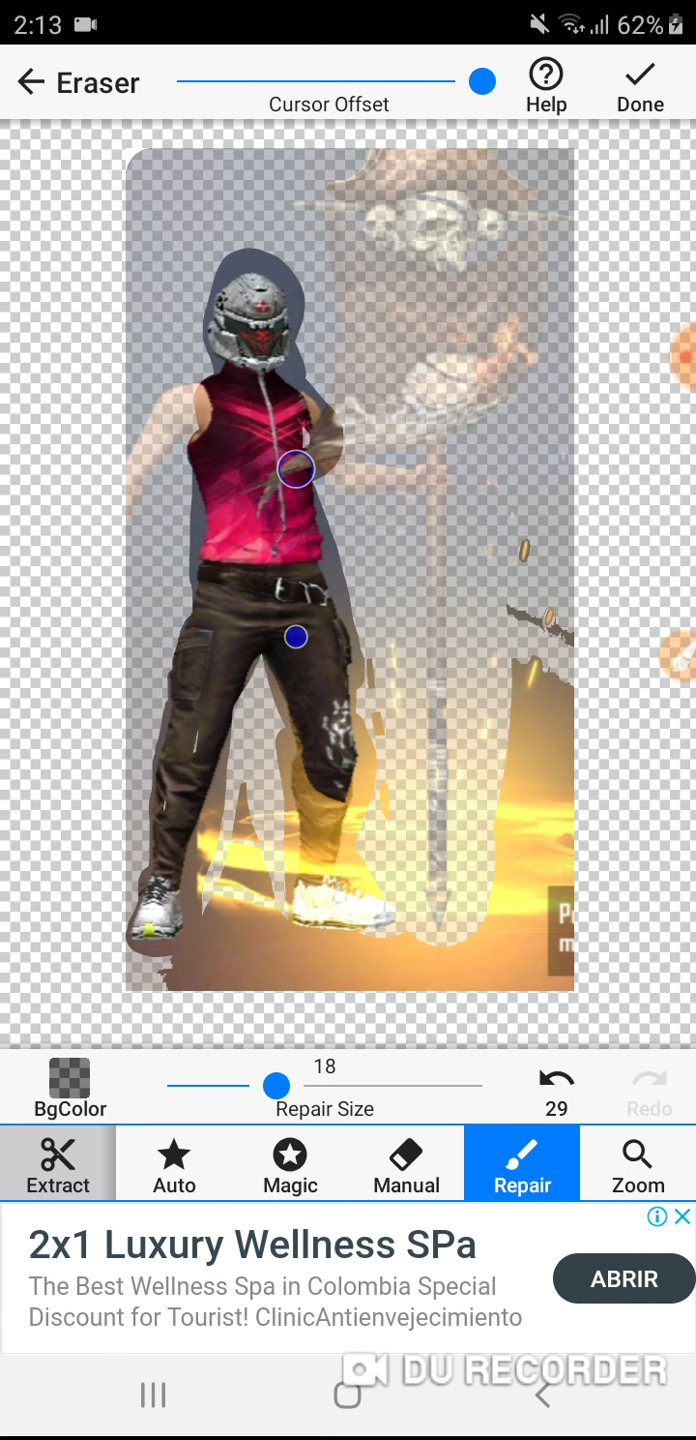 2:13
62%
Eraser
Cursor Offset
Help
Done
18
BgColor
Repair Size
29
Redo
Extract
Auto
Magic
Manual
Repair
Zoom
2x1 Luxury Wellness SPa
The Best Wellness Spa in Colombia Special
Discount for Tourist! ClinicAntienvejecimiento
ABRIR
DU RECORDER